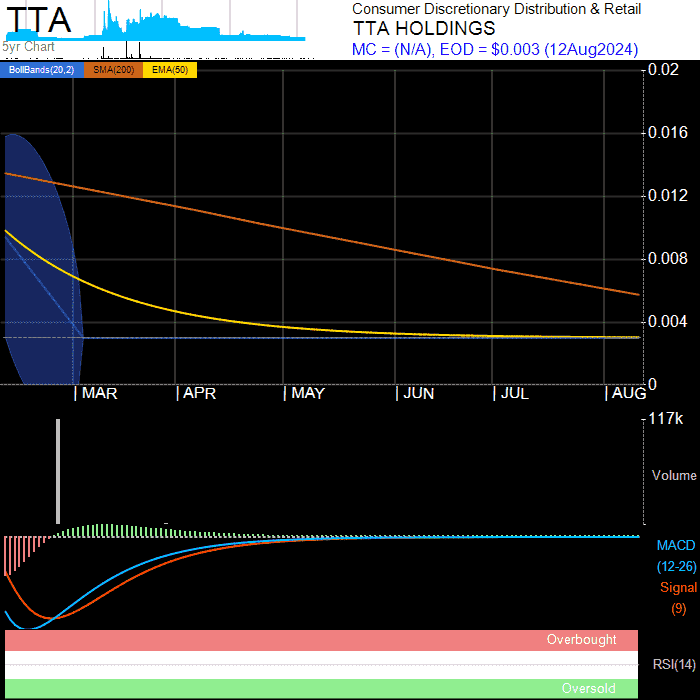 TTA
Consumer Discretionary Distribution & Retail
TTA HOLDINGS
MC = (N/A), EOD = $0.003 (12Aug2024)
5yr Chart
BollBands(20,2) SMA(200) EMA(50)
0.02
0.016
0.012
0.008
0.004
0
MAR APR MAY JUN JUL AUG
117k
Volume
MACD
(12-26)
Signal
(9)
Overbought
RSI(14)
Oversold